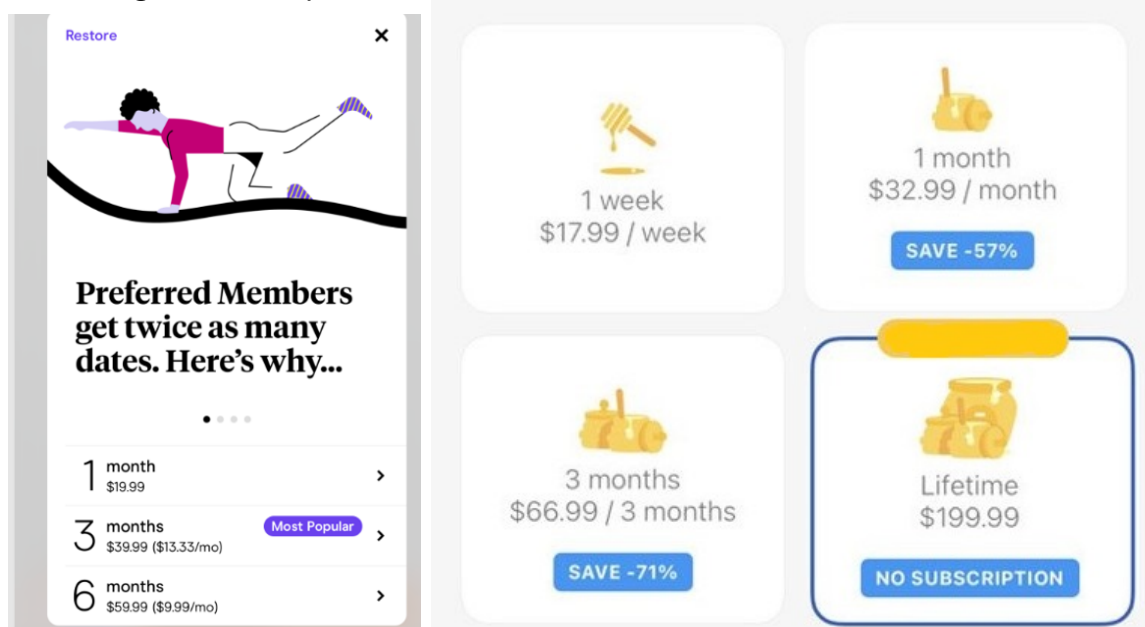 Restore
Preferred Members
get twice as many
dates. Here's why...
1 month
$19.99
3 months
$39.99 ($13.33/mo)
Most Popular
6 months
$59.99 ($9.99/mo)
1 week
$17.99 / week
1 month
$32.99 / month
SAVE -57%
3 months
$66.99 / 3 months
SAVE -71%
Lifetime
$199.99
NO SUBSCRIPTION